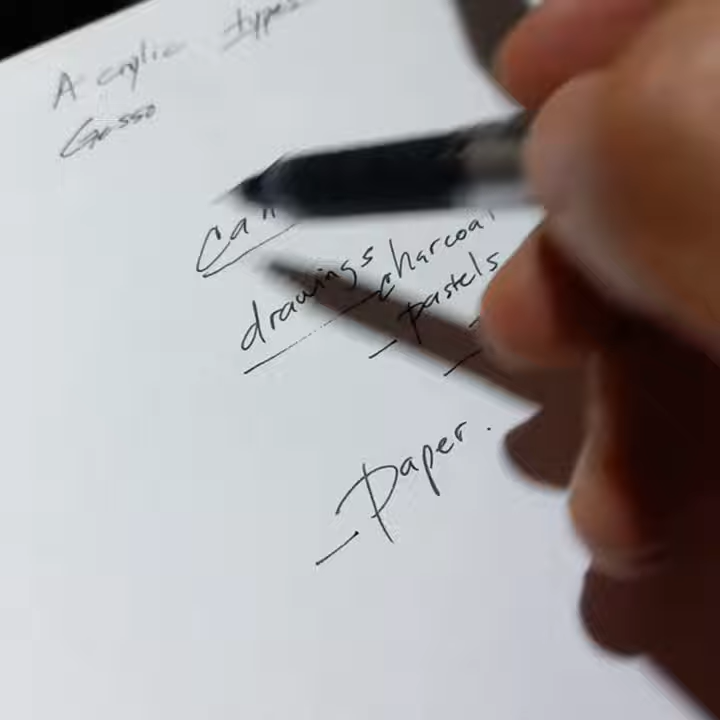 Acrylic types
Gesso
drawings - charcoal
- pastels
- Paper.